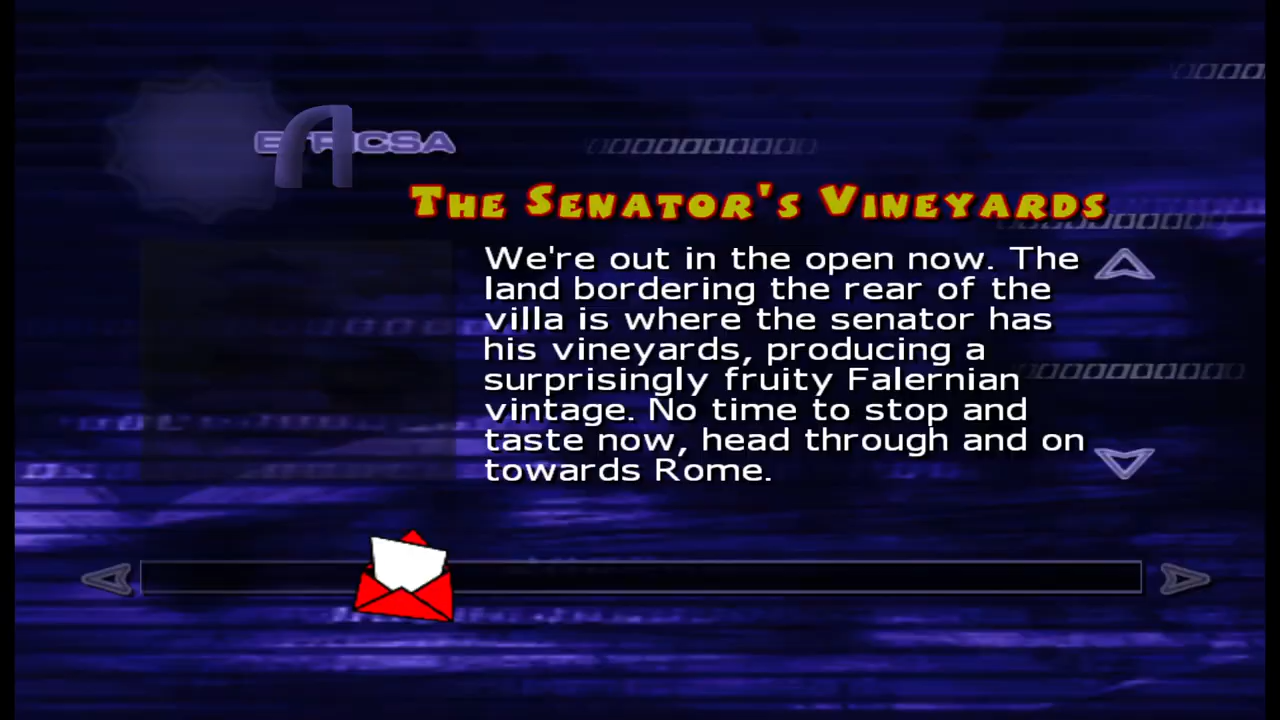 THE SENATOR'S VINEYARDS
We're out in the open now. The
land bordering the rear of the
villa is where the senator has
his vineyards, producing a
surprisingly fruity Falernian
vintage. No time to stop and
taste now, head through and on
towards Rome.